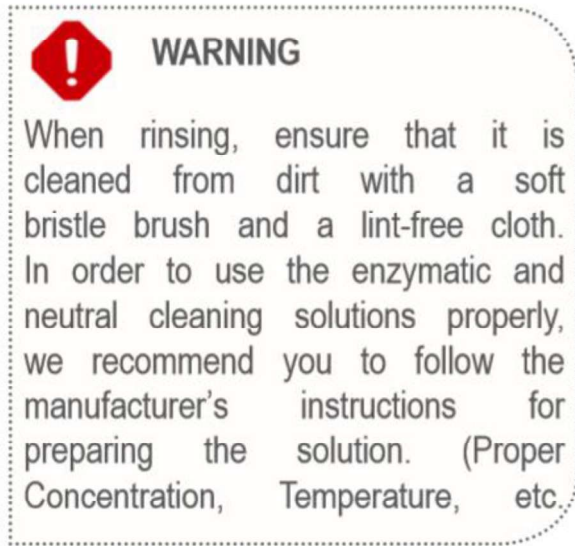 WARNING
When rinsing, ensure that it is
cleaned from dirt with a soft
bristle brush and a lint-free cloth.
In order to use the enzymatic and
neutral cleaning solutions properly,
we recommend you to follow the
manufacturer’s instructions for
preparing the solution. (Proper
Concentration, Temperature, etc.